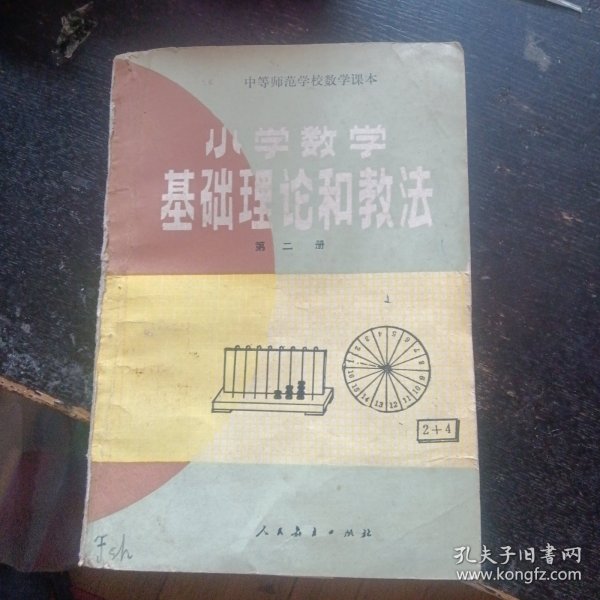 中等师范学校数学课本
小学数学
基础理论和教法
第二册
2+4
人民教育出版社
孔夫子旧书网
www.kongfz.com